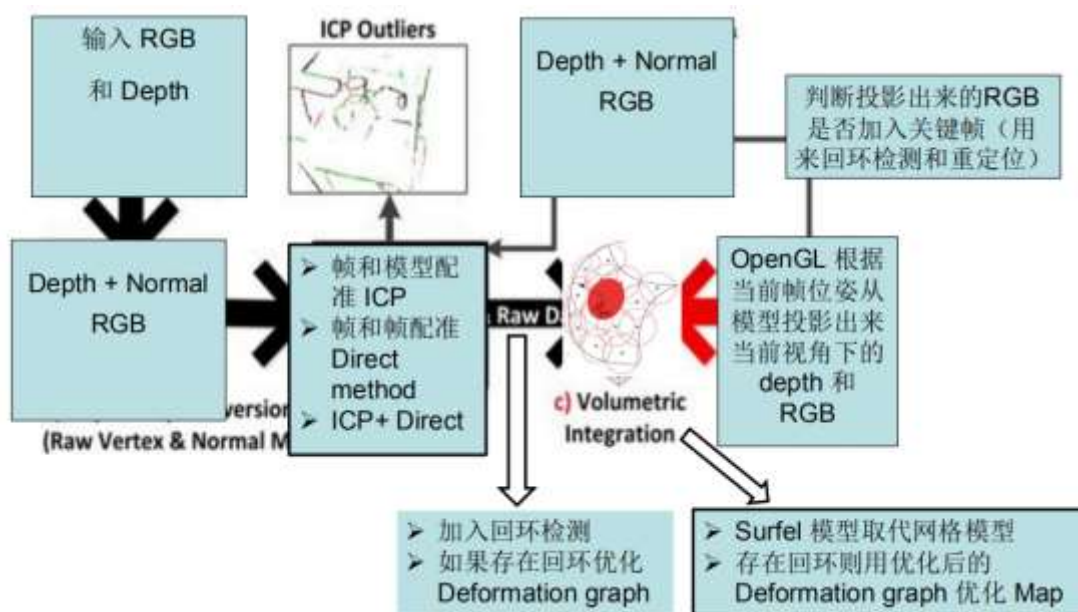 输入 RGB
和 Depth
ICP Outliers
Depth + Normal
RGB
判断投影出来的RGB
是否加入关键帧（用
来回环检测和重定位）
Depth + Normal
RGB
(Raw Vertex & Normal M
➢ 帧和模型配
准 ICP
➢ 帧和帧配准
Direct
method
➢ ICP+ Direct
& Raw Da
c) Volumetric
Integration
OpenGL 根据
当前帧位姿从
模型投影出来
当前视角下的
depth 和
RGB
➢ 加入回环检测
➢ 如果存在回环优化
Deformation graph
➢ Surfel 模型取代网格模型
➢ 存在回环则用优化后的
Deformation graph 优化 Map